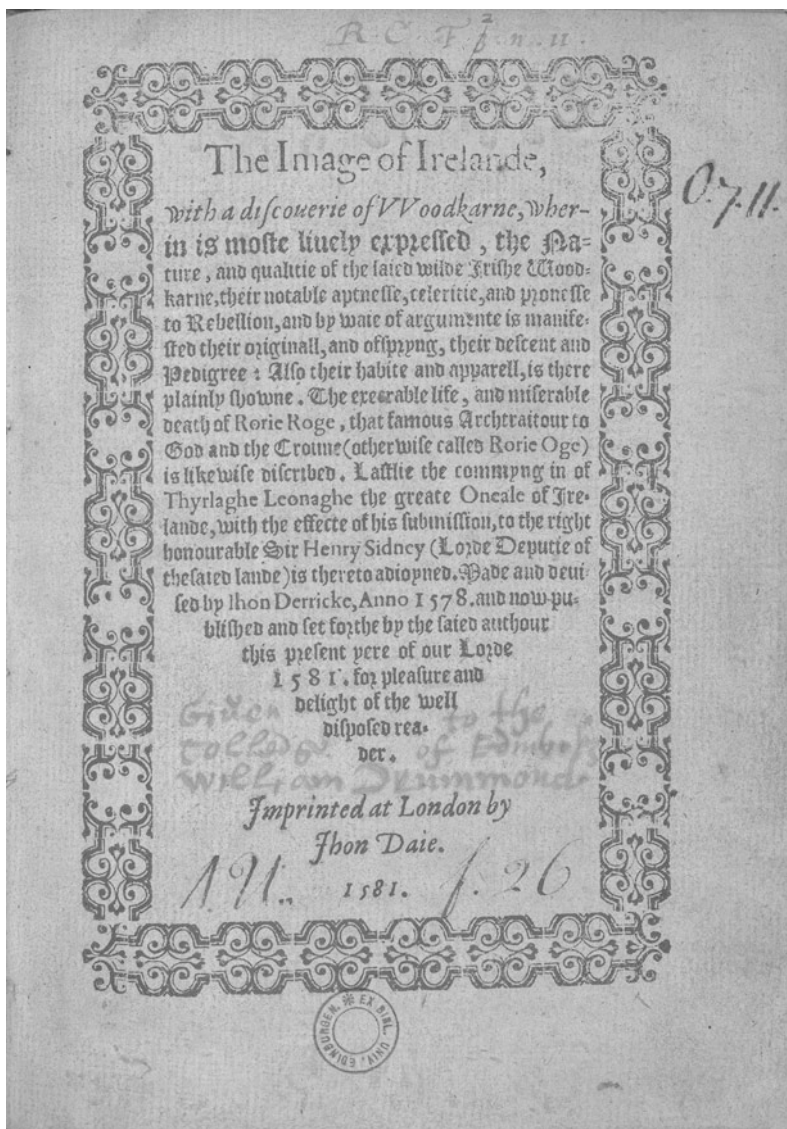 R. C.
The Image of Irelande,
O.7.11.
with a discouerie of VVoodkarne, wher-
in is moste liuely expressed, the Na-
ture, and qualitie of the saied wilde Irishe Wood-
karne, their notable aptnesse, celeritie, and pronesse
to Rebellion, and by waie of argumente is manife-
sted their originall, and ofspryng, their descent and
Pedigree: Also their habite and apparell, is there
plainly showne. The execrable life, and miserable
death of Rorie Roge, that famous Archtraitour to
God and the Croune (otherwise called Rorie Oge)
is likewise discribed. Lastlie the commyng in of
Thyrlaghe Leonaghe the greate Oneale of Ire-
lande, with the effecte of his submission, to the right
honourable Sir Henry Sidney (Lorde Deputie of
the saied lande) is thereto adioyned. Made and deui-
sed by Ihon Derricke, Anno 1578. and now pu-
blished and set forthe by the saied authour
this present yere of our Lorde
1581. for pleasure and
delight of the well
disposed rea-
der.
Giuen to the
Colledge of Edinb
William Drummond
Imprinted at London by
Jhon Daie.
1581. f. 26
EX BIBL. UNIV. EDINBURGEN.